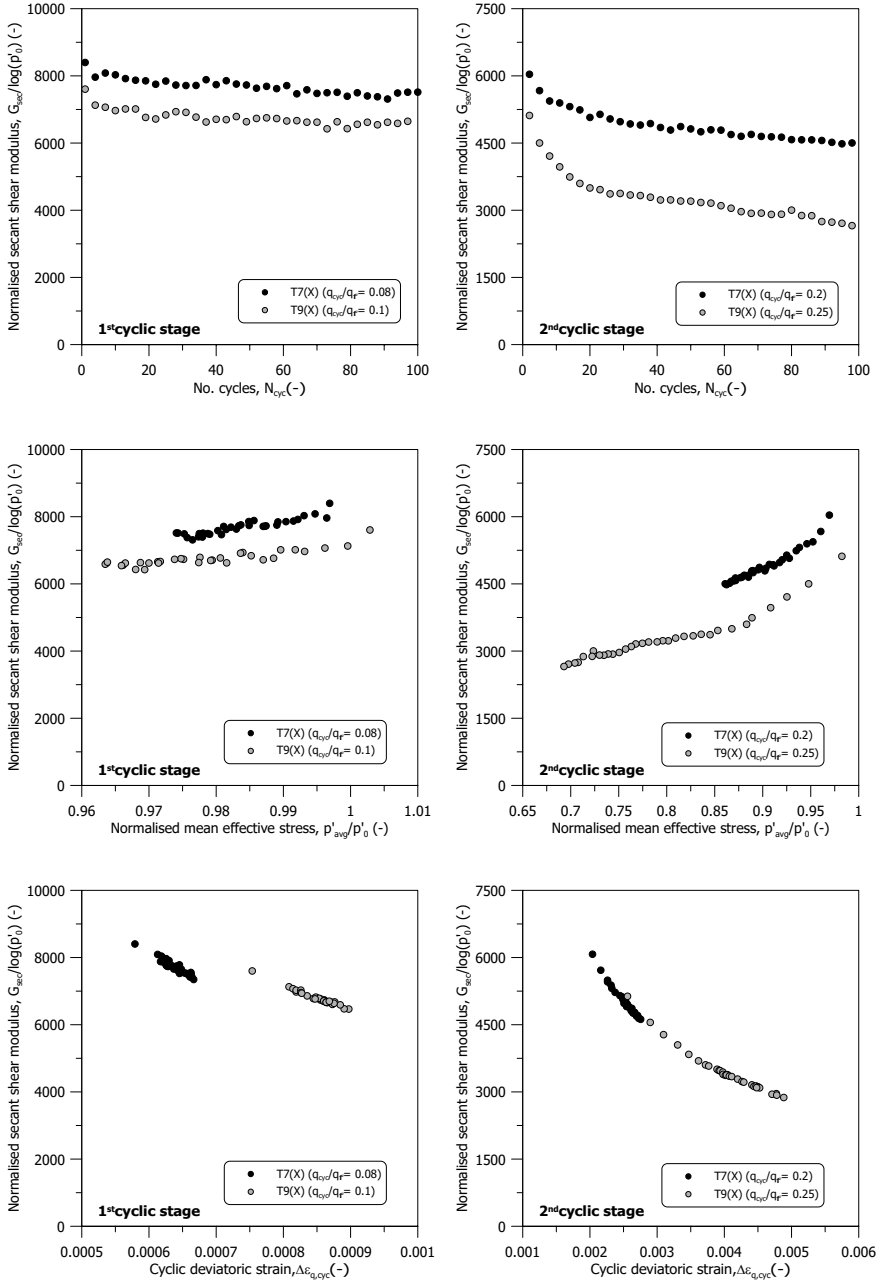 Normalised secant shear modulus, Gsec/log(p'0) (-)
10000
8000
6000
4000
2000
0
T7(X) (qcyc/qf= 0.08)
T9(X) (qcyc/qf= 0.1)
1stcyclic stage
0 20 40 60 80 100
No. cycles, Ncyc(-)
Normalised secant shear modulus, Gsec/log(p'0) (-)
7500
6000
4500
3000
1500
0
T7(X) (qcyc/qf= 0.2)
T9(X) (qcyc/qf= 0.25)
2ndcyclic stage
0 20 40 60 80 100
No. cycles, Ncyc(-)
Normalised secant shear modulus, Gsec/log(p'0) (-)
10000
8000
6000
4000
2000
0
T7(X) (qcyc/qf= 0.08)
T9(X) (qcyc/qf= 0.1)
1stcyclic stage
0.96 0.97 0.98 0.99 1 1.01
Normalised mean effective stress, p'avg/p'0 (-)
Normalised secant shear modulus, Gsec/log(p'0) (-)
7500
6000
4500
3000
1500
0
T7(X) (qcyc/qf= 0.2)
T9(X) (qcyc/qf= 0.25)
2ndcyclic stage
0.65 0.7 0.75 0.8 0.85 0.9 0.95 1
Normalised mean effective stress, p'avg/p'0 (-)
Normalised secant shear modulus, Gsec/log(p'0) (-)
10000
8000
6000
4000
2000
0
T7(X) (qcyc/qf= 0.08)
T9(X) (qcyc/qf= 0.1)
1stcyclic stage
0.0005 0.0006 0.0007 0.0008 0.0009 0.001
Cyclic deviatoric strain,Δεq,cyc(-)
Normalised secant shear modulus, Gsec/log(p'0) (-)
7500
6000
4500
3000
1500
0
T7(X) (qcyc/qf= 0.2)
T9(X) (qcyc/qf= 0.25)
2ndcyclic stage
0.001 0.002 0.003 0.004 0.005 0.006
Cyclic deviatoric strain,Δεq,cyc(-)